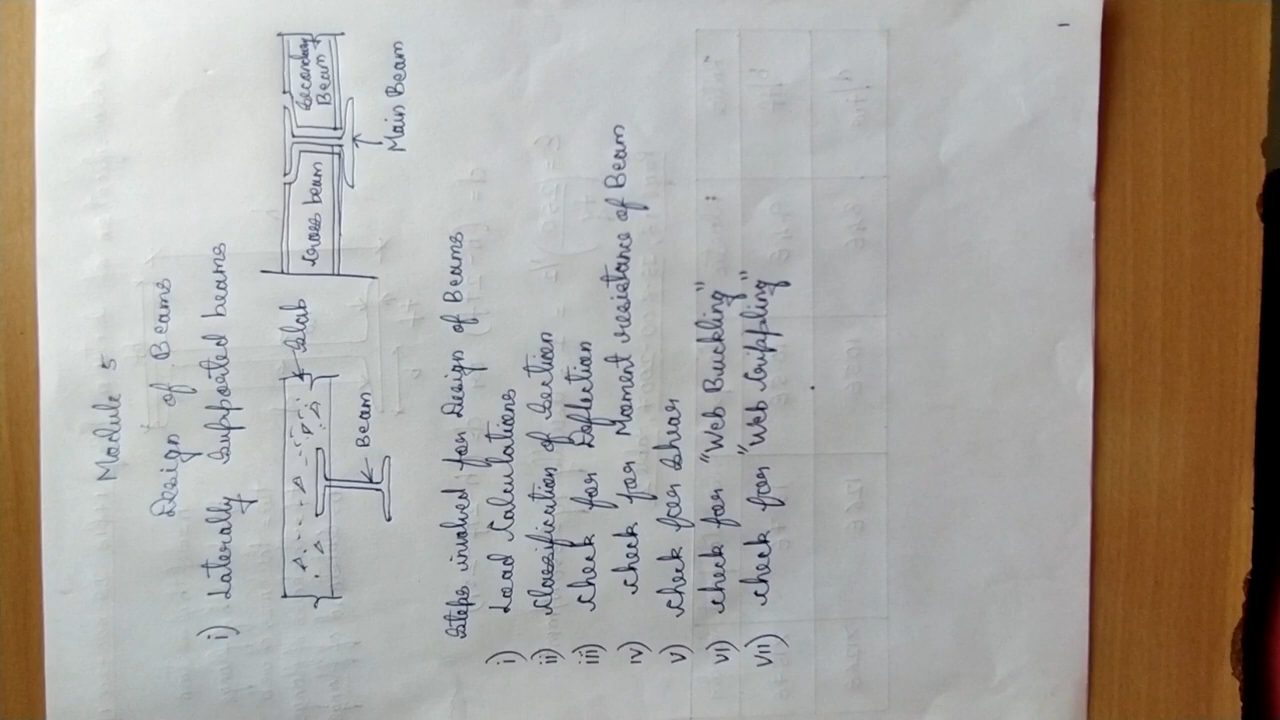 Module 5
Design of Beams
i) Laterally Supported beams
Slab
Beam
Cross beam
Secondary
Beam
Main Beam
Steps involved for Design of Beams
i) Load Calculations
ii) Classification of Section
iii) check for Deflection
iv) check for Moment resistance of Beam
v) check for shear
vi) check for "Web Buckling"
vii) check for "Web Crippling"
1